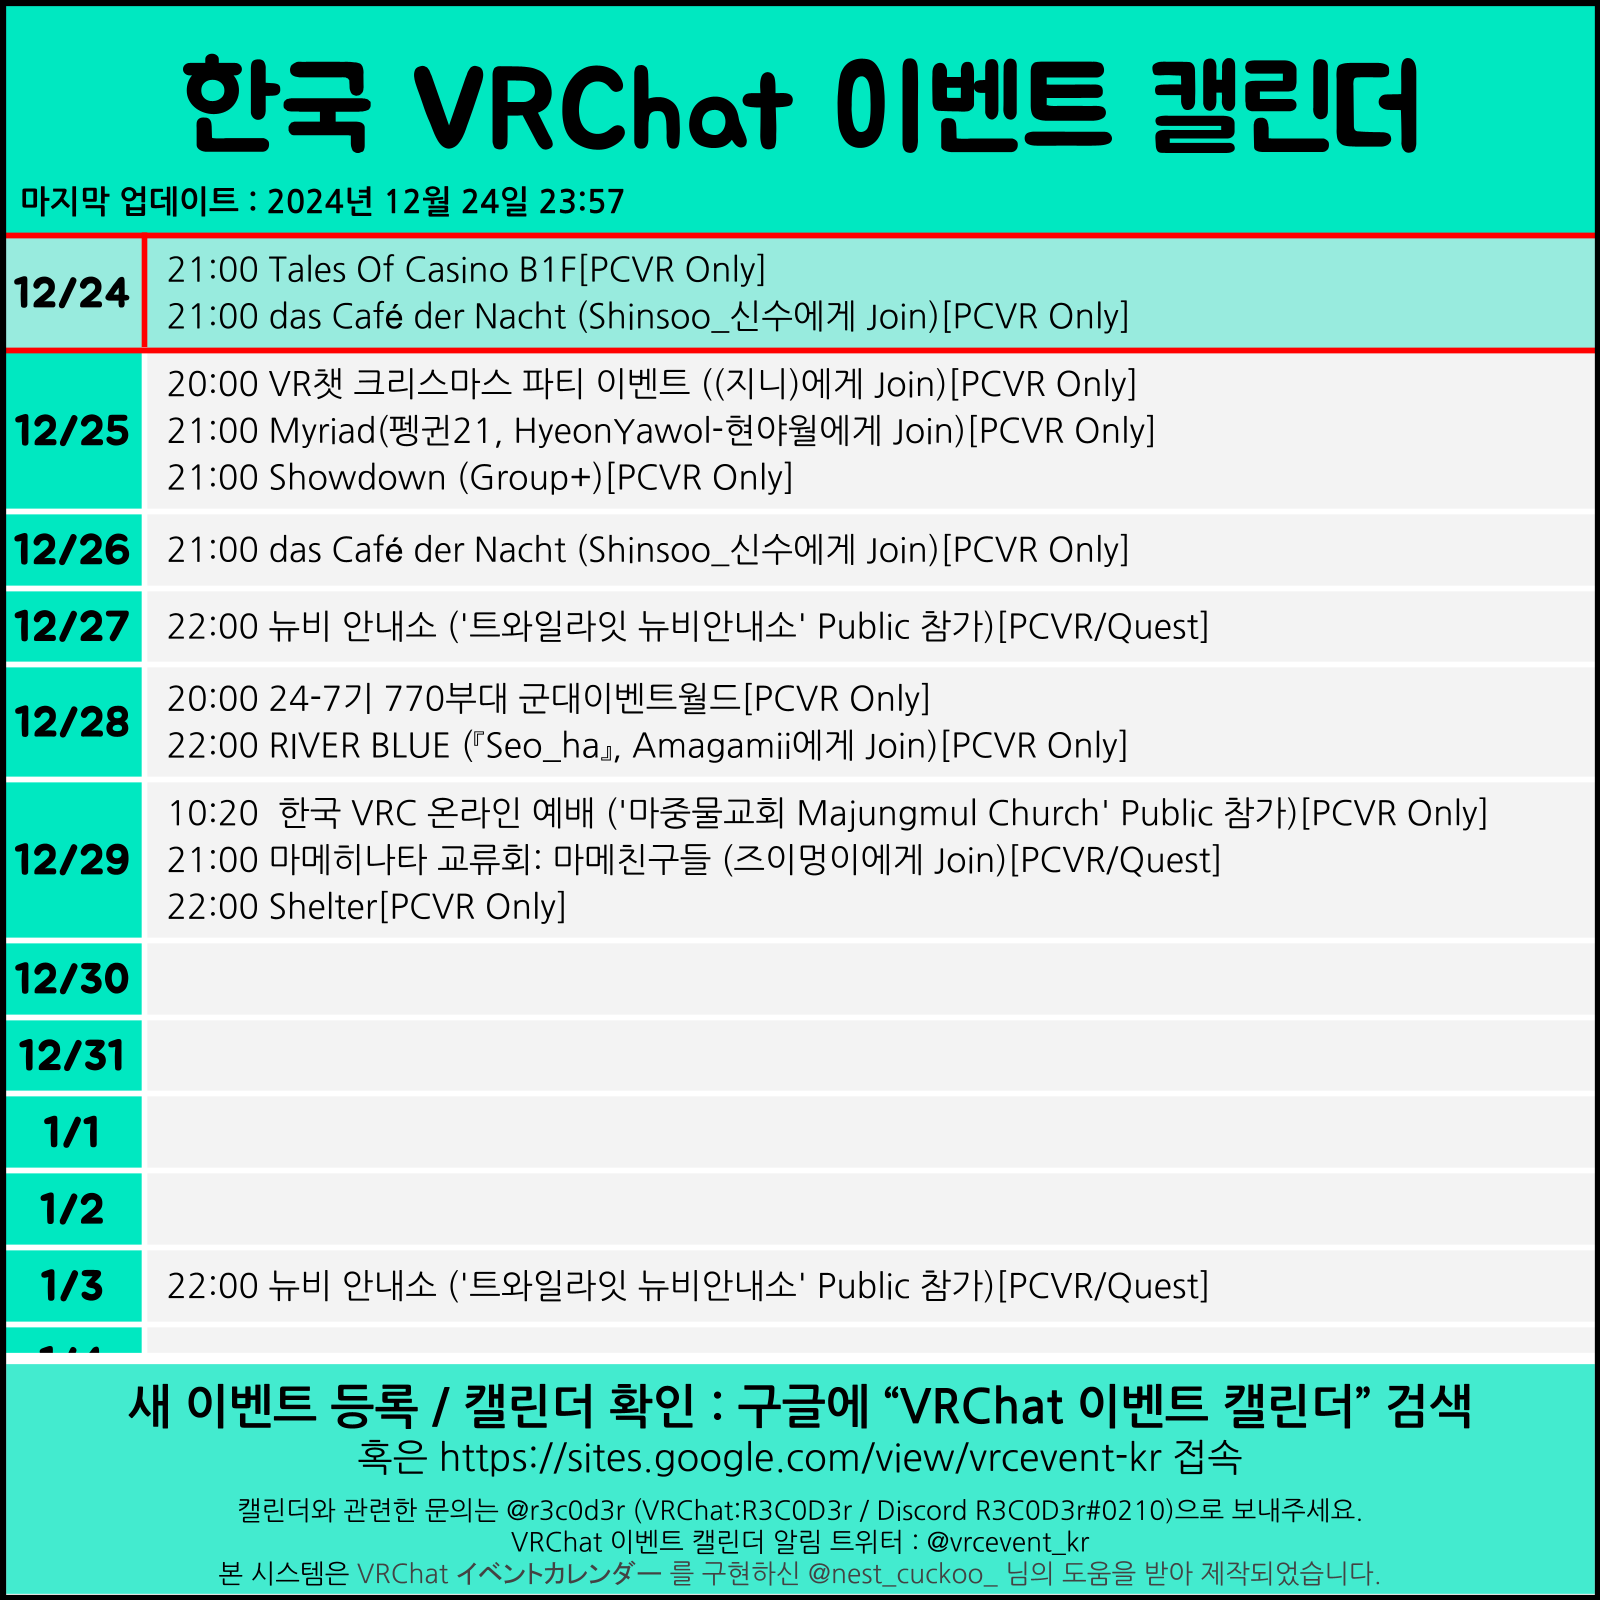 한국 VRChat 이벤트 캘린더
마지막 업데이트 : 2024년 12월 24일 23:57
12/24
21:00 Tales Of Casino B1F[PCVR Only]
21:00 das Café der Nacht (Shinsoo_신수에게 Join)[PCVR Only]
12/25
20:00 VR챗 크리스마스 파티 이벤트 ((지니)에게 Join)[PCVR Only]
21:00 Myriad(펭귄21, HyeonYawol-현야월에게 Join)[PCVR Only]
21:00 Showdown (Group+)[PCVR Only]
12/26
21:00 das Café der Nacht (Shinsoo_신수에게 Join)[PCVR Only]
12/27
22:00 뉴비 안내소 ('트와일라잇 뉴비안내소' Public 참가)[PCVR/Quest]
12/28
20:00 24-7기 770부대 군대이벤트월드[PCVR Only]
22:00 RIVER BLUE (『Seo_ha』, Amagamii에게 Join)[PCVR Only]
12/29
10:20  한국 VRC 온라인 예배 ('마중물교회 Majungmul Church' Public 참가)[PCVR Only]
21:00 마메히나타 교류회: 마메친구들 (즈이멍이에게 Join)[PCVR/Quest]
22:00 Shelter[PCVR Only]
12/30
12/31
1/1
1/2
1/3
22:00 뉴비 안내소 ('트와일라잇 뉴비안내소' Public 참가)[PCVR/Quest]
새 이벤트 등록 / 캘린더 확인 : 구글에 “VRChat 이벤트 캘린더” 검색
혹은 https://sites.google.com/view/vrcevent-kr 접속
캘린더와 관련한 문의는 @r3c0d3r (VRChat:R3C0D3r / Discord R3C0D3r#0210)으로 보내주세요.
VRChat 이벤트 캘린더 알림 트위터 : @vrcevent_kr
본 시스템은 VRChat イベントカレンダー 를 구현하신 @nest_cuckoo_ 님의 도움을 받아 제작되었습니다.